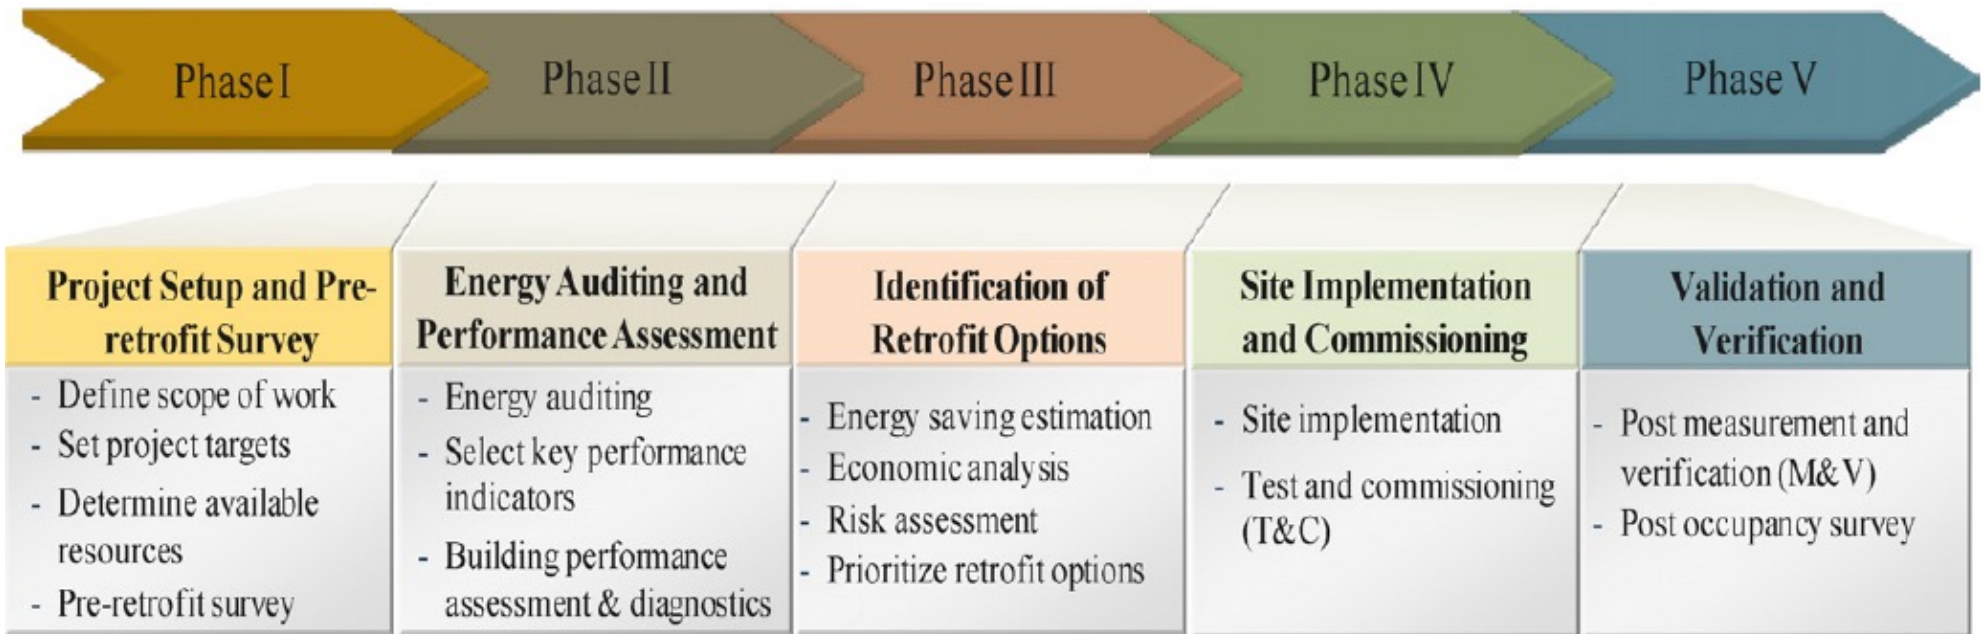 Phase I
Phase II
Phase III
Phase IV
Phase V
Project Setup and Pre-
retrofit Survey
- Define scope of work
- Set project targets
- Determine available
resources
- Pre-retrofit survey
Energy Auditing and
Performance Assessment
- Energy auditing
- Select key performance
indicators
- Building performance
assessment & diagnostics
Identification of
Retrofit Options
- Energy saving estimation
- Economic analysis
- Risk assessment
- Prioritize retrofit options
Site Implementation
and Commissioning
- Site implementation
- Test and commissioning
(T&C)
Validation and
Verification
- Post measurement and
verification (M&V)
- Post occupancy survey